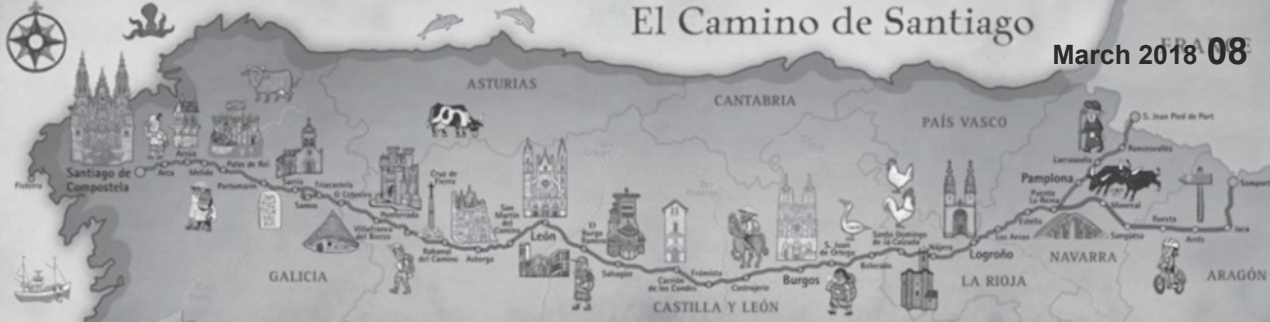 El Camino de Santiago
FRANCE
March 2018 08
ASTURIAS
CANTABRIA
PAÍS VASCO
S. Jean Pied de Port
Roncesvalles
Larrasoaña
Pamplona
Puente
La Reina
Somport
Santiago de
Compostela
Fisterra
Arca
Arzúa
Melide
Palas de Rei
Portomarín
Sarria
Samos
Triacastela
O Cebreiro
Villafranca
del Bierzo
Ponferrada
Cruz de
Fierro
Rabanal
del Camino
Astorga
San
Martín
del
Camino
León
El
Burgo
Ranero
Sahagún
Carrión
de los Condes
Frómista
Castrojeriz
Burgos
S. Juan
de Ortega
Belorado
Santo Domingo
de la Calzada
Nájera
Logroño
Los Arcos
Estella
Monreal
Sangüesa
Ruesta
Arrés
Jaca
GALICIA
CASTILLA Y LEÓN
LA RIOJA
NAVARRA
ARAGÓN